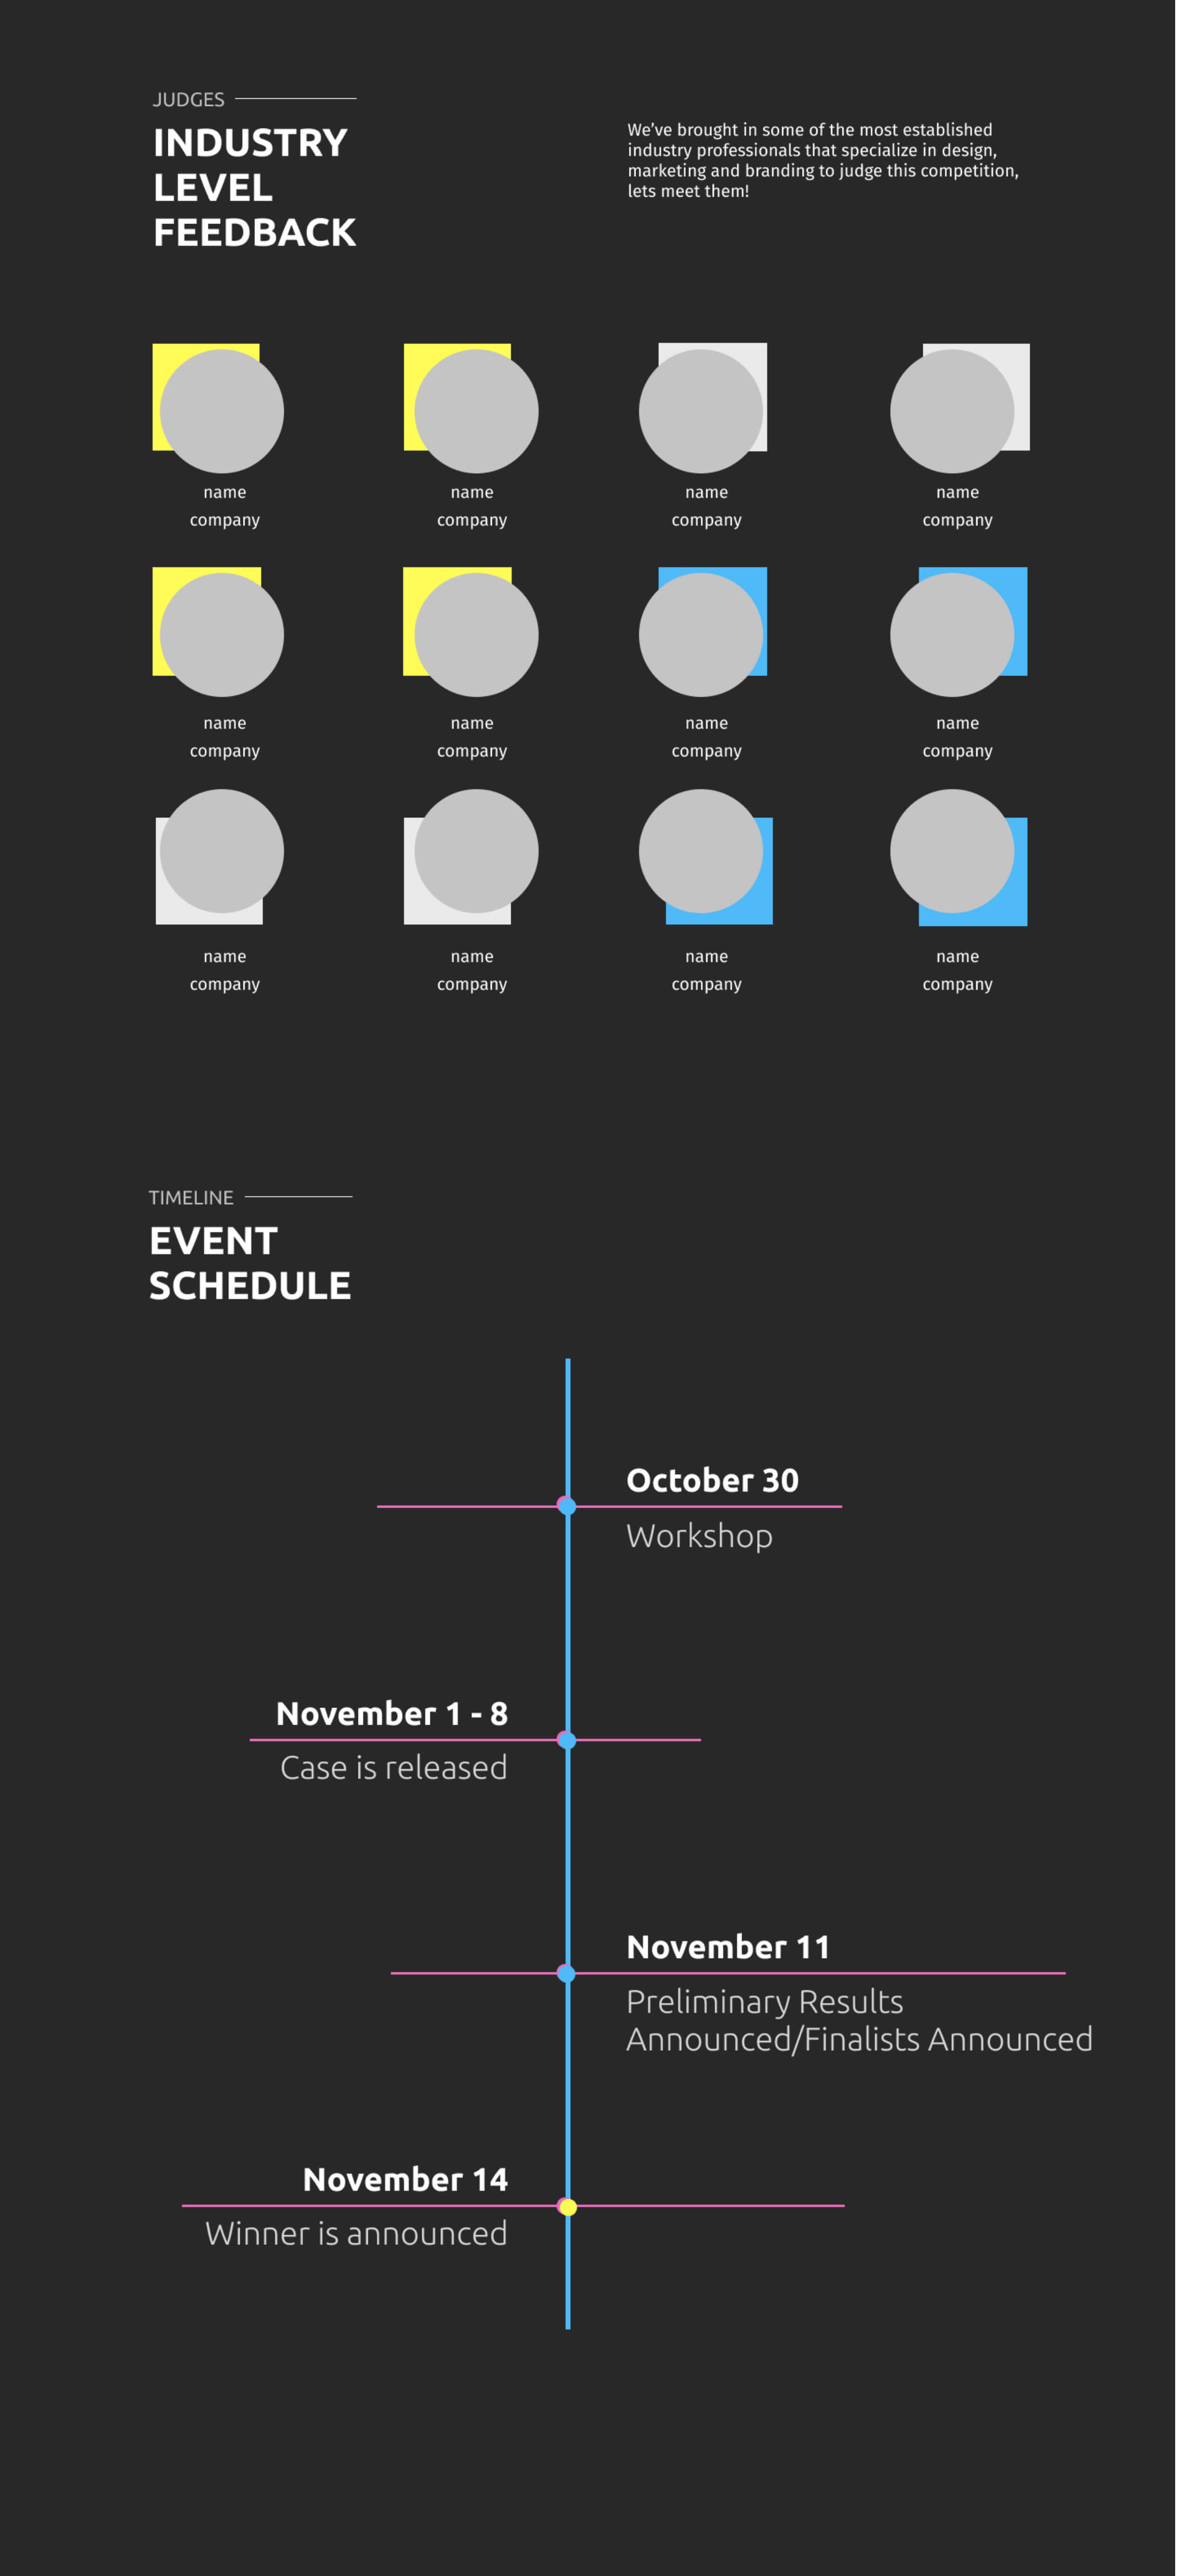 JUDGES
INDUSTRY
LEVEL
FEEDBACK
We've brought in some of the most established
industry professionals that specialize in design,
marketing and branding to judge this competition,
lets meet them!
name
company
name
company
name
company
name
company
name
company
name
company
name
company
name
company
name
company
name
company
name
company
name
company
TIMELINE
EVENT
SCHEDULE
October 30
Workshop
November 1 - 8
Case is released
November 11
Preliminary Results
Announced/Finalists Announced
November 14
Winner is announced